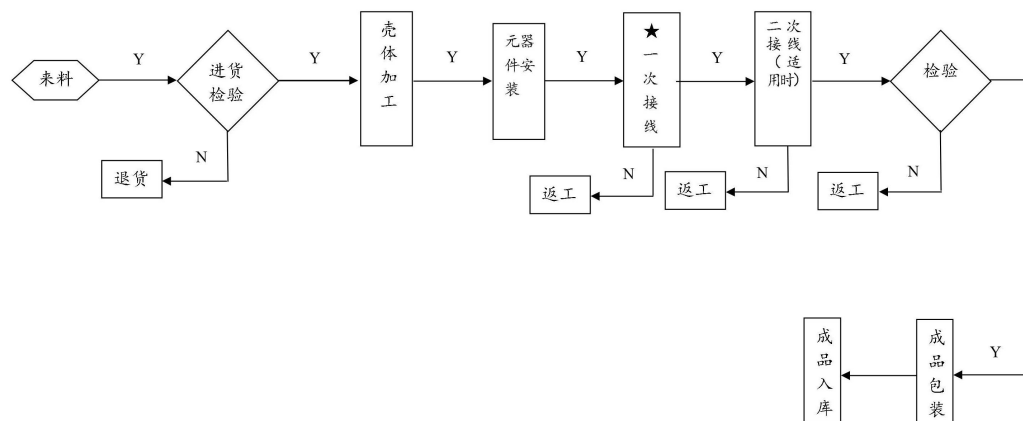 来料
Y
进货
检验
Y
壳
体
加
工
Y
元器
件安
装
Y
★
一
次
接
线
Y
二次
接线
(适
用时)
Y
检验
N
退货
N
返工
N
返工
N
返工
成
品
入
库
成
品
包
装
Y